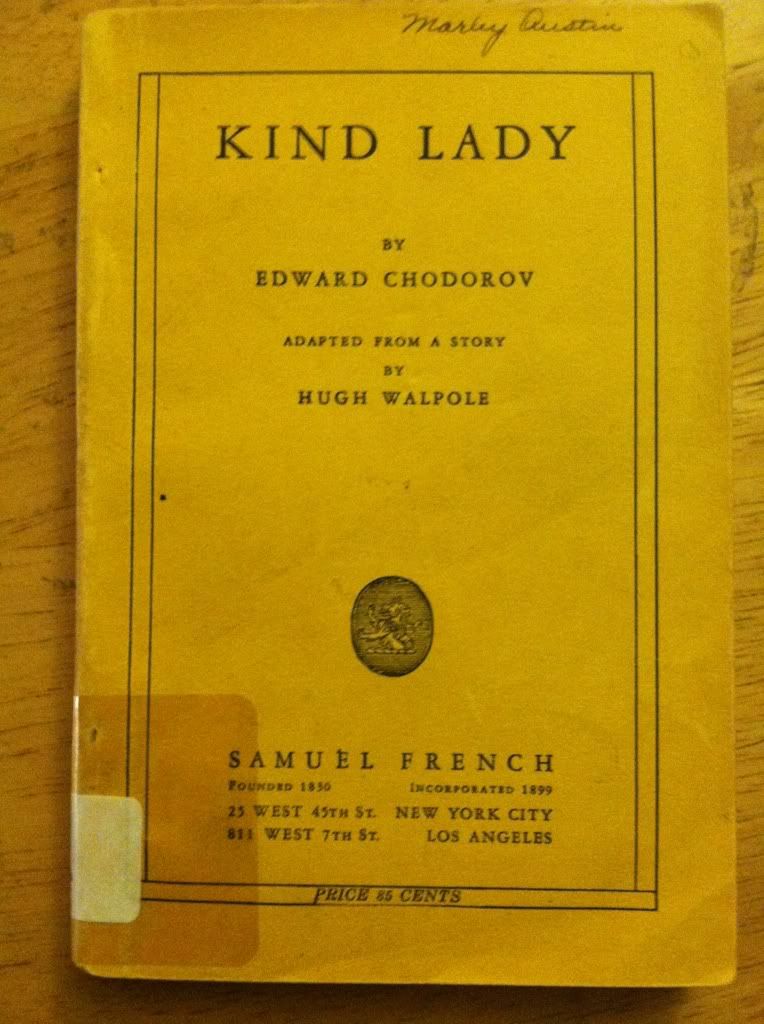 Marley Austin
KIND LADY
BY
EDWARD CHODOROV
ADAPTED FROM A STORY
BY
HUGH WALPOLE
SAMUEL FRENCH
FOUNDED 1830 INCORPORATED 1899
25 WEST 45TH ST. NEW YORK CITY
811 WEST 7TH ST. LOS ANGELES
PRICE 85 CENTS